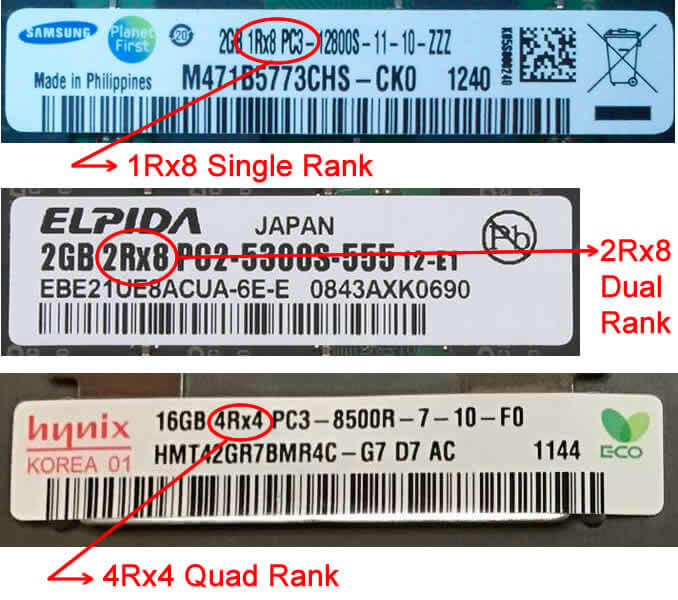 SAMSUNG
Planet First
20
2GB 1Rx8 PC3-12800S-11-10-ZZZ
Made in Philippines
M471B5773CHS-CK0 1240
1Rx8 Single Rank
ELPIDA JAPAN
Pb
2GB 2Rx8 PC2-5300S-555 12-E1
EBE21UE8ACUA-6E-E 0843AXK0690
2Rx8
Dual
Rank
hynix
KOREA 01
16GB 4Rx4 PC3-8500R-7-10-F0
HMT42GR7BMR4C-G7 D7 AC 1144
ECO
4Rx4 Quad Rank